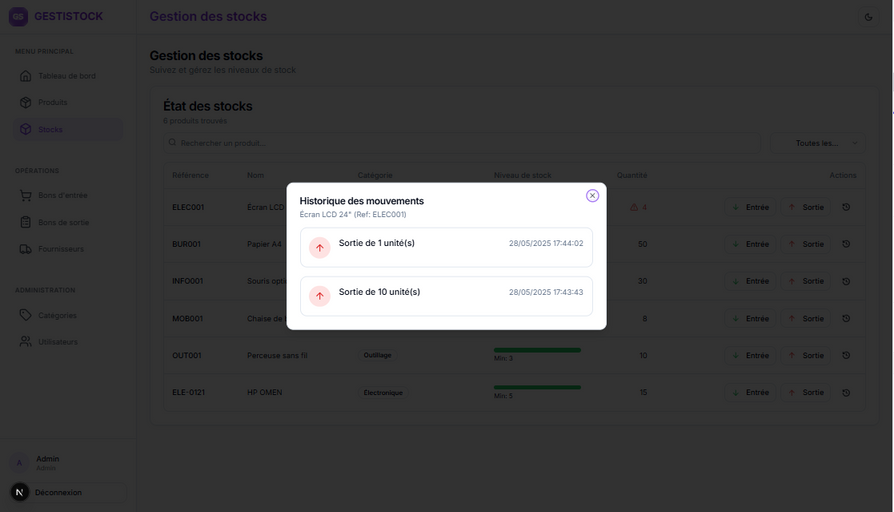 GS GESTISTOCK
Gestion des stocks
MENU PRINCIPAL
Tableau de bord
Produits
Stocks
OPERATIONS
Bons d'entrée
Bons de sortie
Fournisseurs
ADMINISTRATION
Catégories
Utilisateurs
A
Admin
Admin
N
Déconnexion
Gestion des stocks
Suivez et gérez les niveaux de stock
État des stocks
6 produits trouvés
Rechercher un produit...
Toutes les...
Référence Nom Catégorie Niveau de stock Quantité Actions
ELEC001 Écran LCD 4 Entrée Sortie
BUR001 Papier A4 50 Entrée Sortie
INFO001 Souris opti 30 Entrée Sortie
MOB001 Chaise de 8 Entrée Sortie
OUT001 Perceuse sans fil Outillage Min: 3 10 Entrée Sortie
ELE-0121 HP OMEN Electronique Min: 5 15 Entrée Sortie
Historique des mouvements
Écran LCD 24" (Ref: ELEC001)
Sortie de 1 unité(s) 28/05/2025 17:44:02
Sortie de 10 unité(s) 28/05/2025 17:43:43